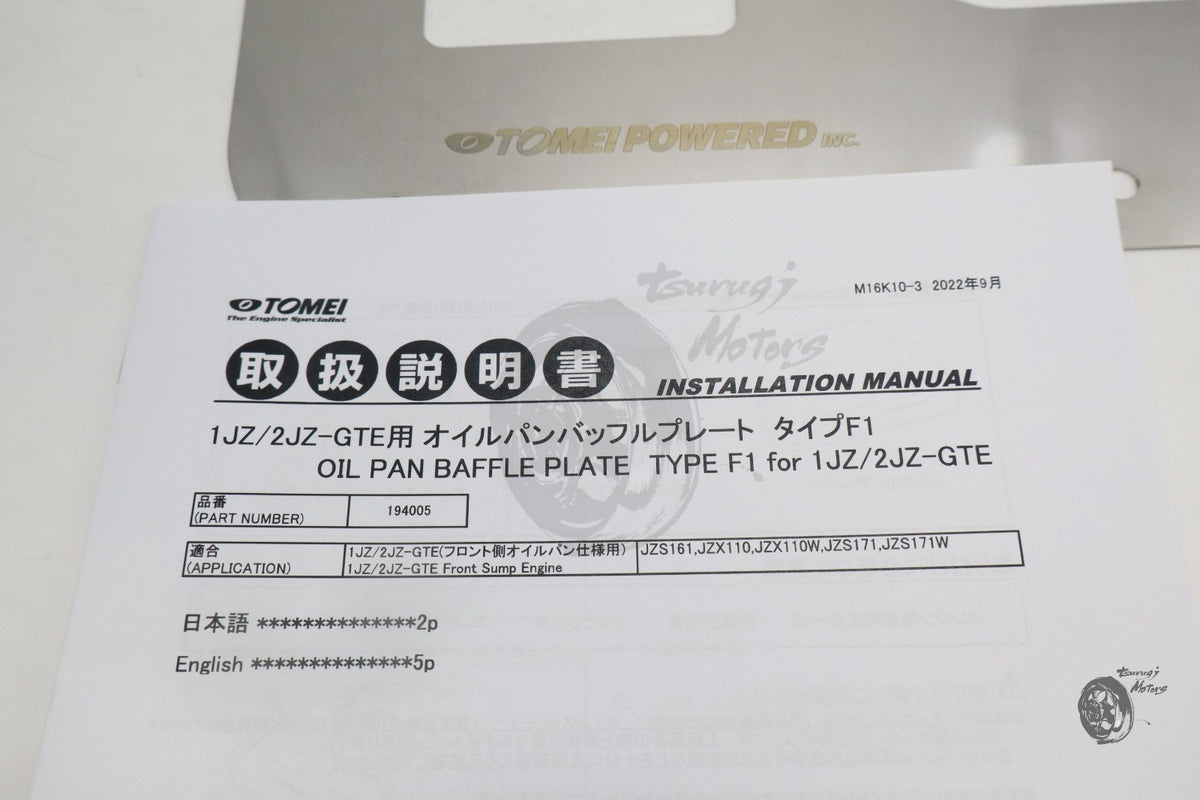 TOMEI POWERED INC.
tsurugi
Motors
M16K10-3 2022年9月
TOMEI
The Engine Specialist
取扱説明書
INSTALLATION MANUAL
1JZ/2JZ-GTE用 オイルパンバッフルプレート タイプF1
OIL PAN BAFFLE PLATE TYPE F1 for 1JZ/2JZ-GTE
品番
(PART NUMBER)
194005
適合
(APPLICATION)
1JZ/2JZ-GTE(フロント側オイルパン仕様用)
1JZ/2JZ-GTE Front Sump Engine
JZS161,JZX110,JZX110W,JZS171,JZS171W
日本語 **************2p
English **************5p
tsurugi
Motors